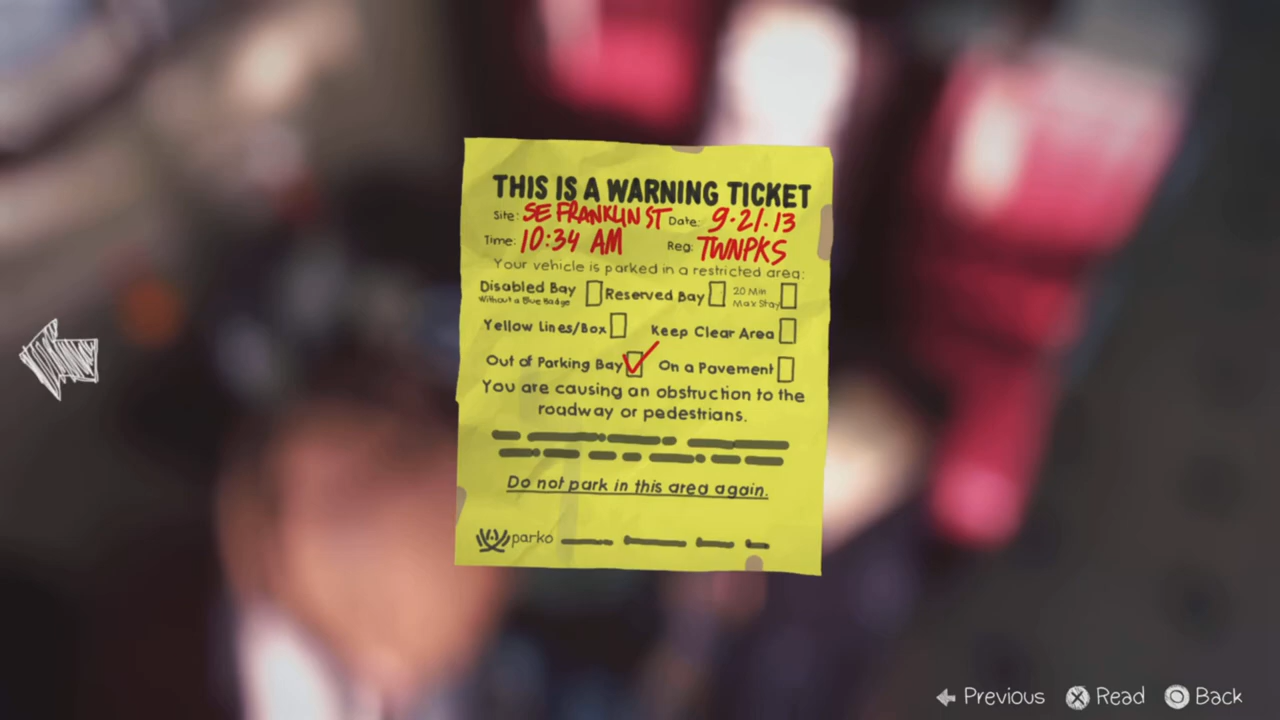 THIS IS A WARNING TICKET
Site: SE FRANKLIN ST Date: 9.21.13
Time: 10:34 AM Reg: TWNPKS
Your vehicle is parked in a restricted area:
Disabled Bay Reserved Bay 20 Min
Without a Blue Badge Max Stay
Yellow Lines/Box Keep Clear Area
Out of Parking Bay On a Pavement
You are causing an obstruction to the
roadway or pedestrians.
Do not park in this area again.
parko
Previous Read Back